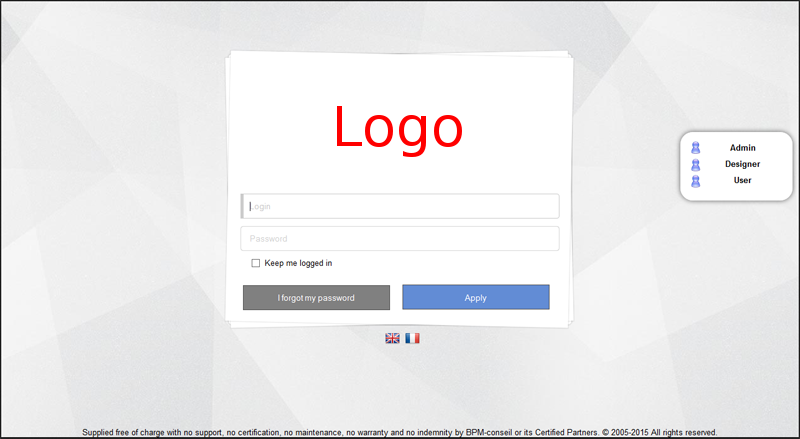 Logo
Login
Password
Keep me logged in
I forgot my password
Apply
Admin
Designer
User
Supplied free of charge with no support, no certification, no maintenance, no warranty and no indemnity by BPM-conseil or its Certified Partners. © 2005-2015 All rights reserved.